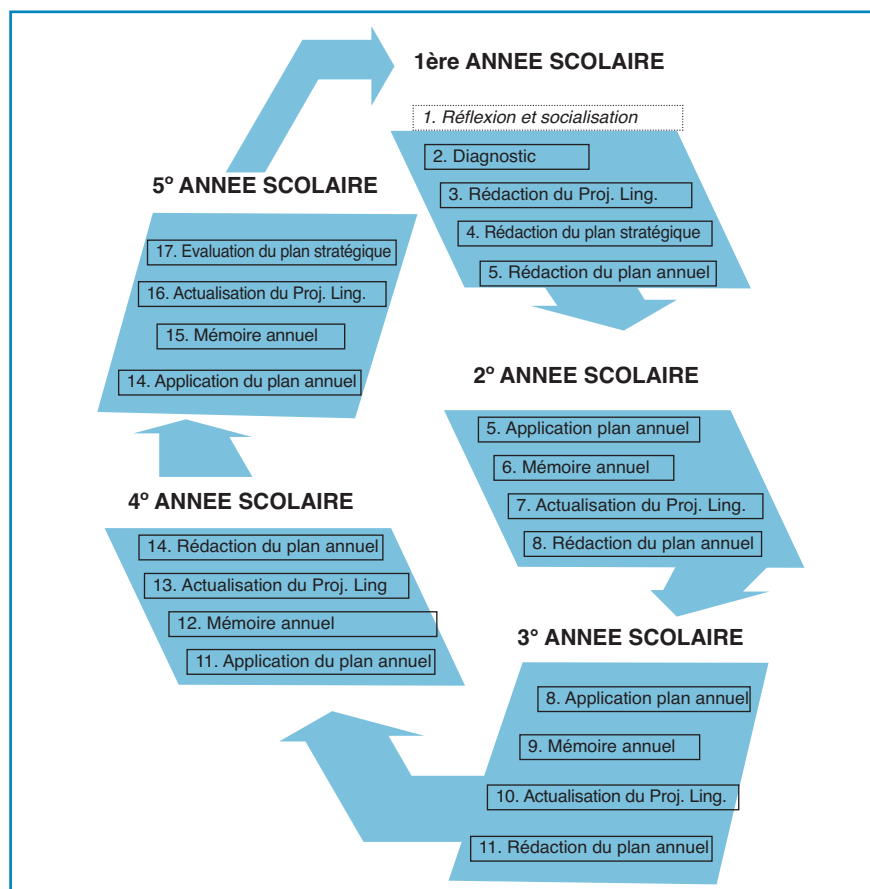 1ère ANNEE SCOLAIRE
1. Réflexion et socialisation
2. Diagnostic
3. Rédaction du Proj. Ling.
4. Rédaction du plan stratégique
5. Rédaction du plan annuel
2º ANNEE SCOLAIRE
5. Application plan annuel
6. Mémoire annuel
7. Actualisation du Proj. Ling.
8. Rédaction du plan annuel
3° ANNEE SCOLAIRE
8. Application plan annuel
9. Mémoire annuel
10. Actualisation du Proj. Ling.
11. Rédaction du plan annuel
4º ANNEE SCOLAIRE
14. Rédaction du plan annuel
13. Actualisation du Proj. Ling
12. Mémoire annuel
11. Application du plan annuel
5º ANNEE SCOLAIRE
17. Evaluation du plan stratégique
16. Actualisation du Proj. Ling.
15. Mémoire annuel
14. Application du plan annuel